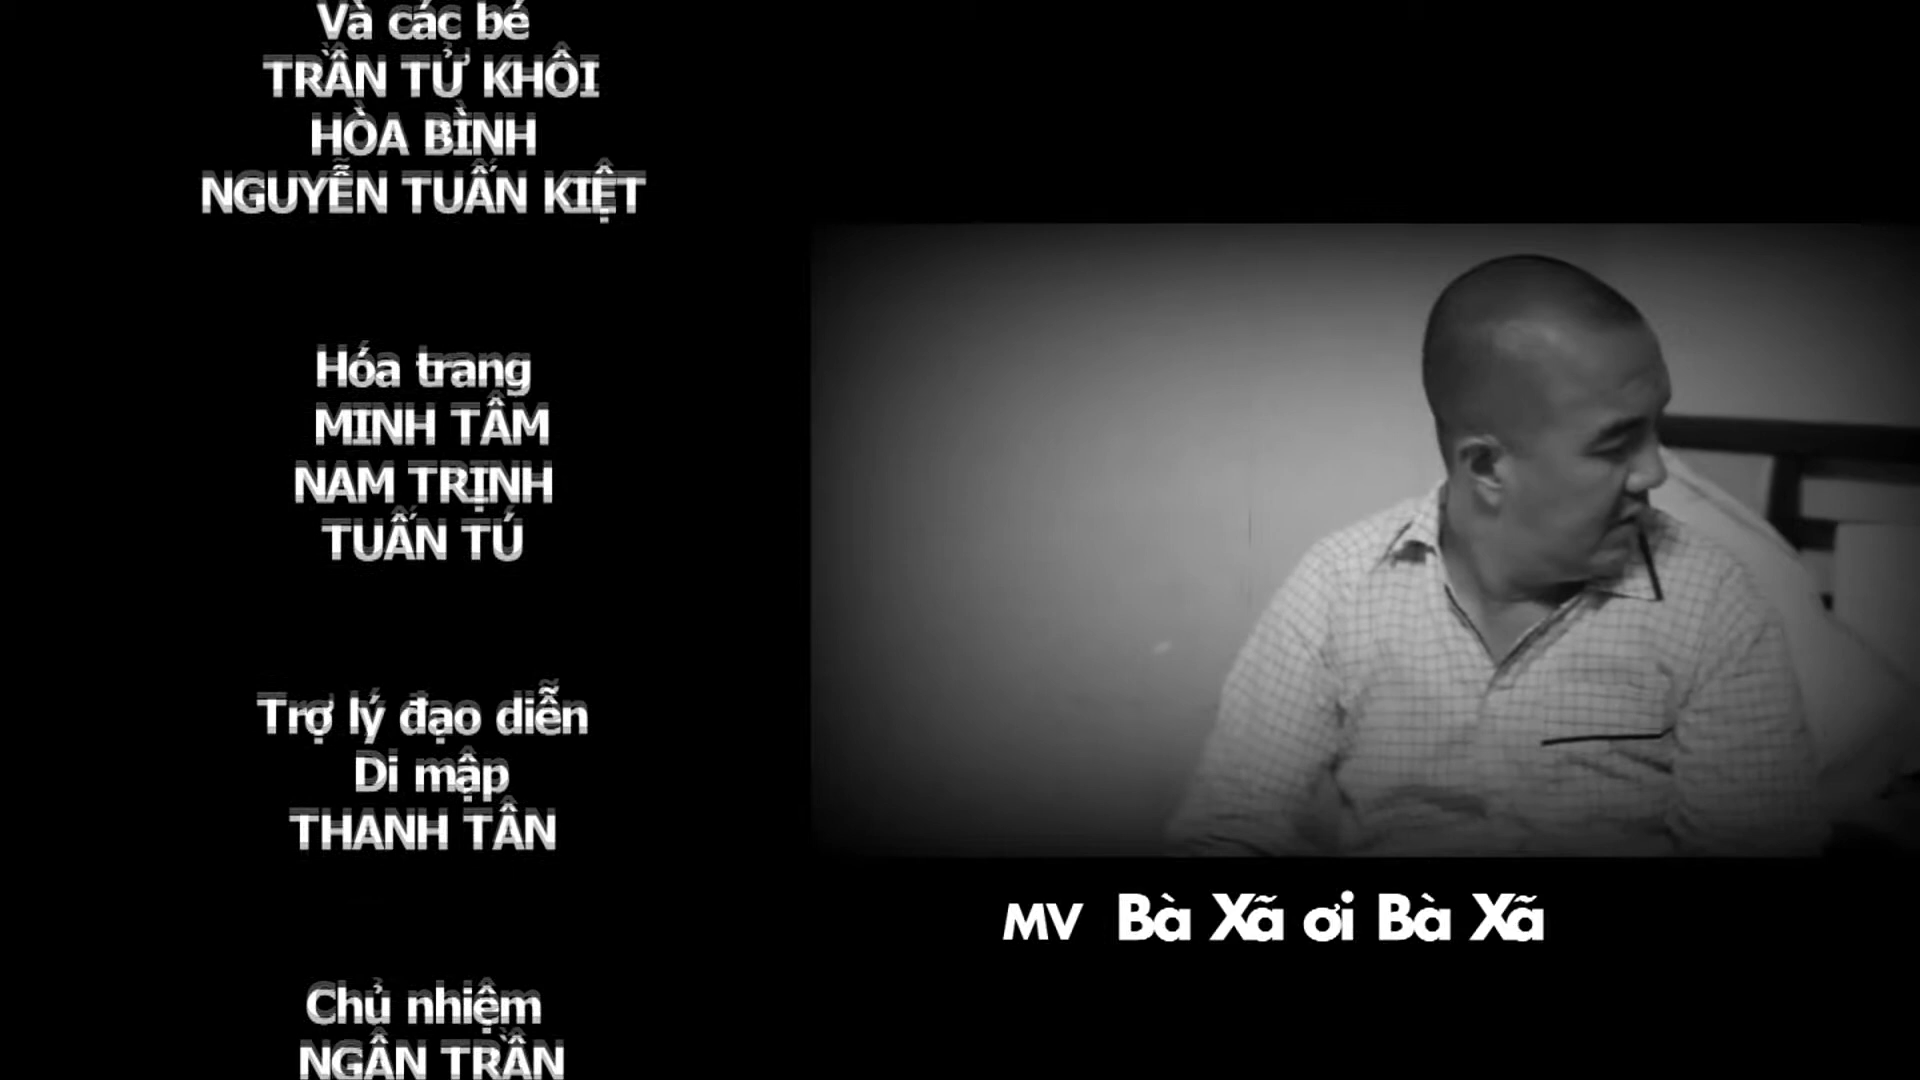 Và các bé
TRẦN TỬ KHÔI
HÒA BÌNH
NGUYỄN TUẤN KIỆT
Hóa trang
MINH TÂM
NAM TRỊNH
TUẤN TÚ
Trợ lý đạo diễn
Di mập
THANH TÂN
Chủ nhiệm
NGÂN TRẦN
MV Bà Xã ơi Bà Xã